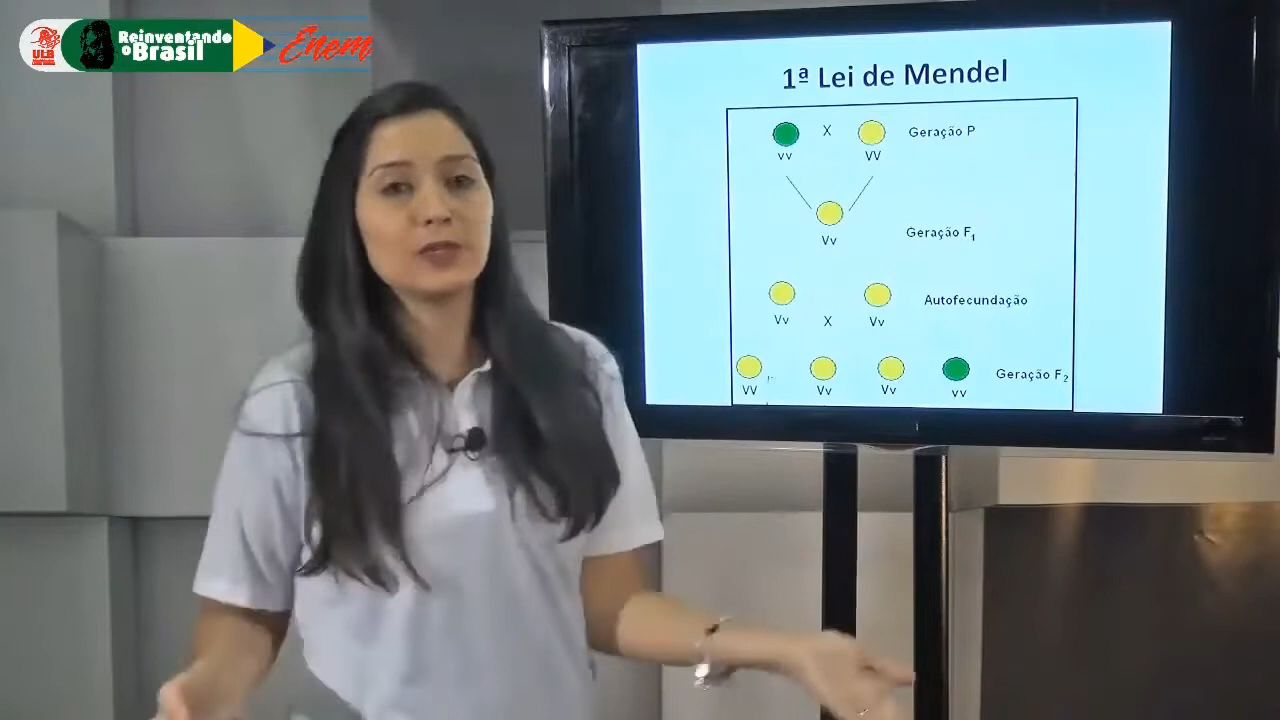 ULB
Reinventando
o Brasil
Enem
1ª Lei de Mendel
X
Geração P
vv
VV
Vv
Geração F₁
Autofecundação
Vv
X
Vv
Geração F₂
VV
Vv
Vv
vv